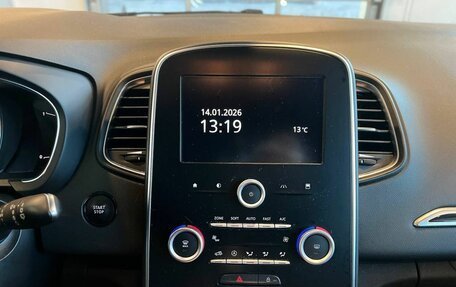 14.01.2026
13:19
13°C
ZONE SOFT AUTO FAST A/C
START
STOP